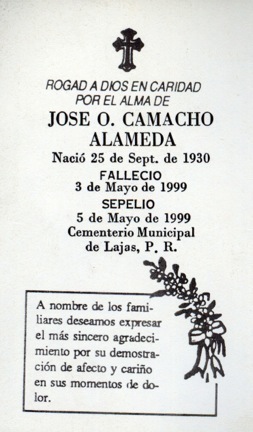 ROGAD A DIOS EN CARIDAD
POR EL ALMA DE
JOSE O. CAMACHO
ALAMEDA
Nació 25 de Sept. de 1930
FALLECIO
3 de Mayo de 1999
SEPELIO
5 de Mayo de 1999
Cementerio Municipal
de Lajas, P. R.
A nombre de los fami-
liares deseamos expresar
el más sincero agradeci-
miento por su demostra-
ción de afecto y cariño
en sus momentos de do-
lor.